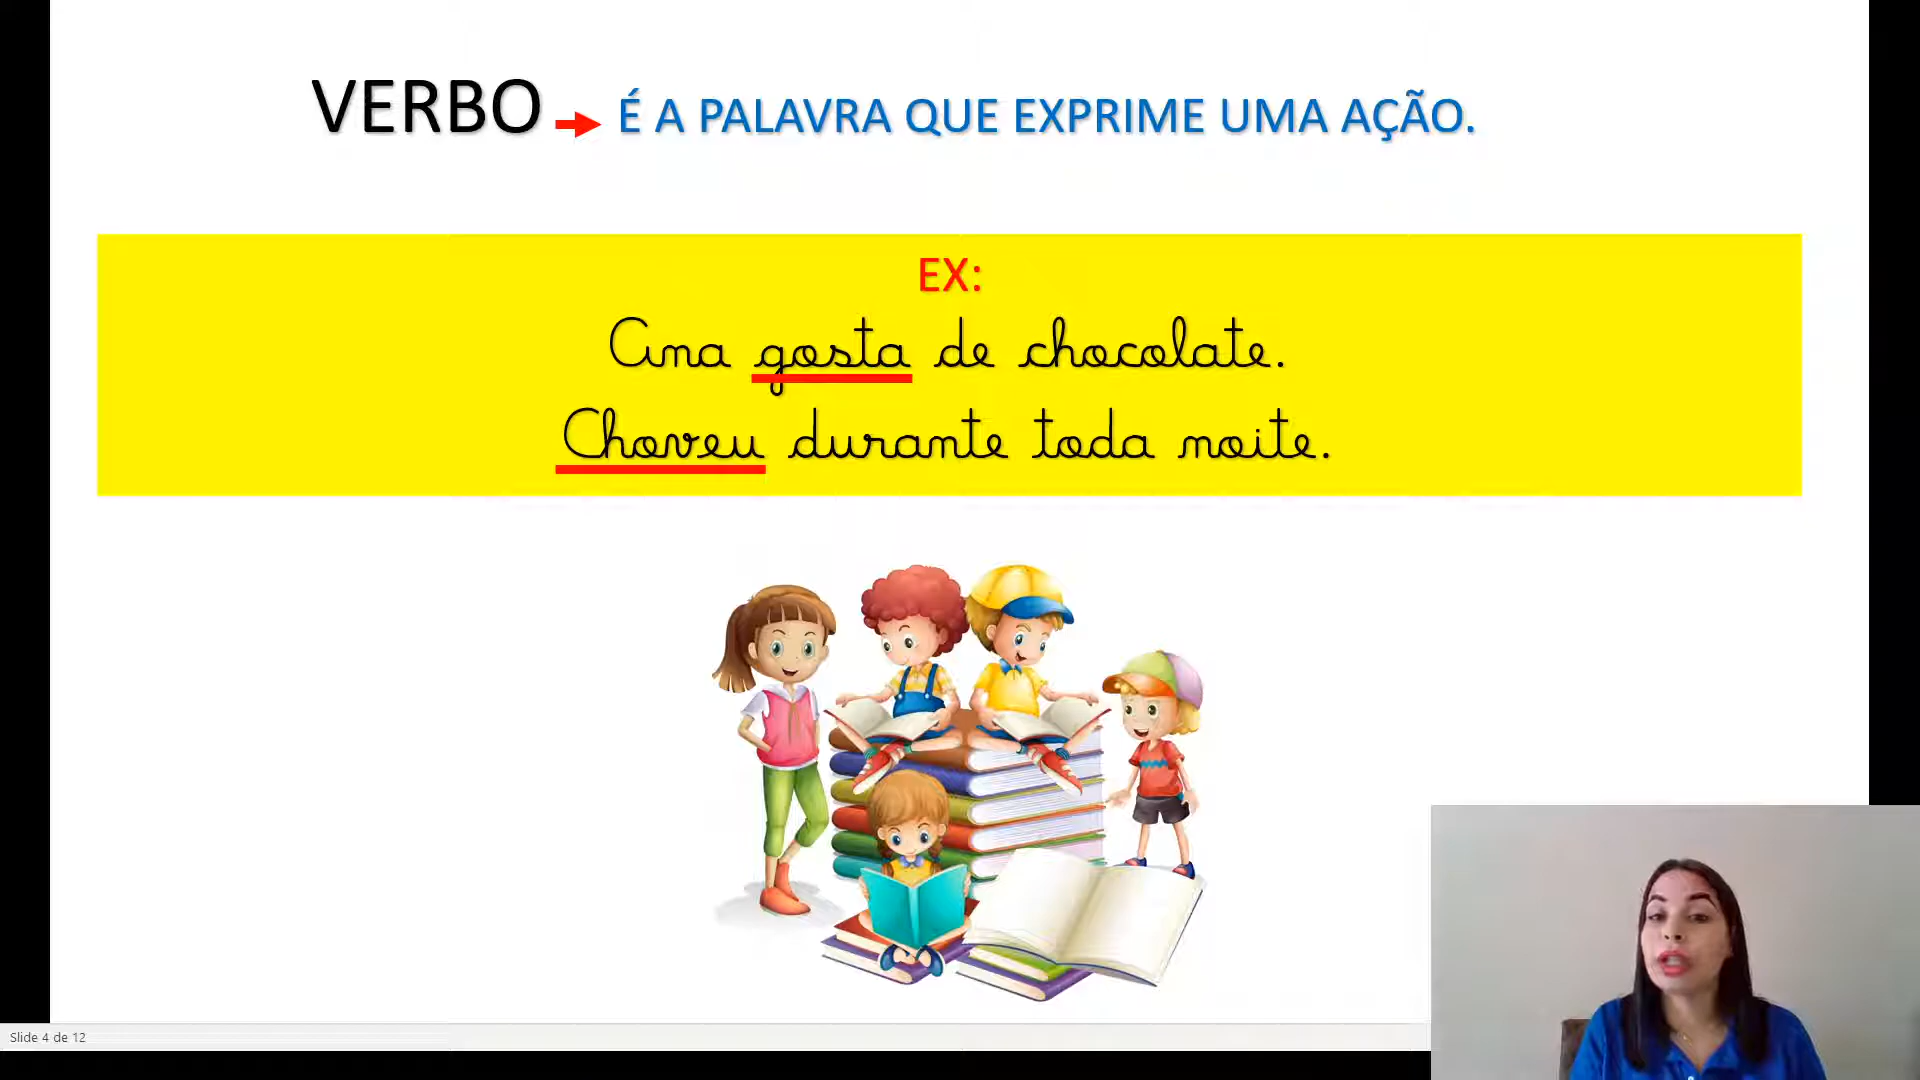 VERBO É A PALAVRA QUE EXPRIME UMA AÇÃO.
EX:
Ana gosta de chocolate.
Choveu durante toda noite.
Slide 4 de 12